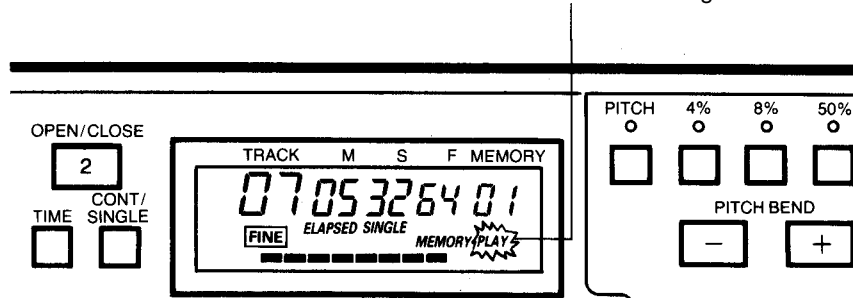 OPEN/CLOSE
2
TIME
CONT/
SINGLE
TRACK M S F MEMORY
07 05 32 64 01
FINE
ELAPSED SINGLE
MEMORY PLAY
PITCH 4% 8% 50%
PITCH BEND
− +